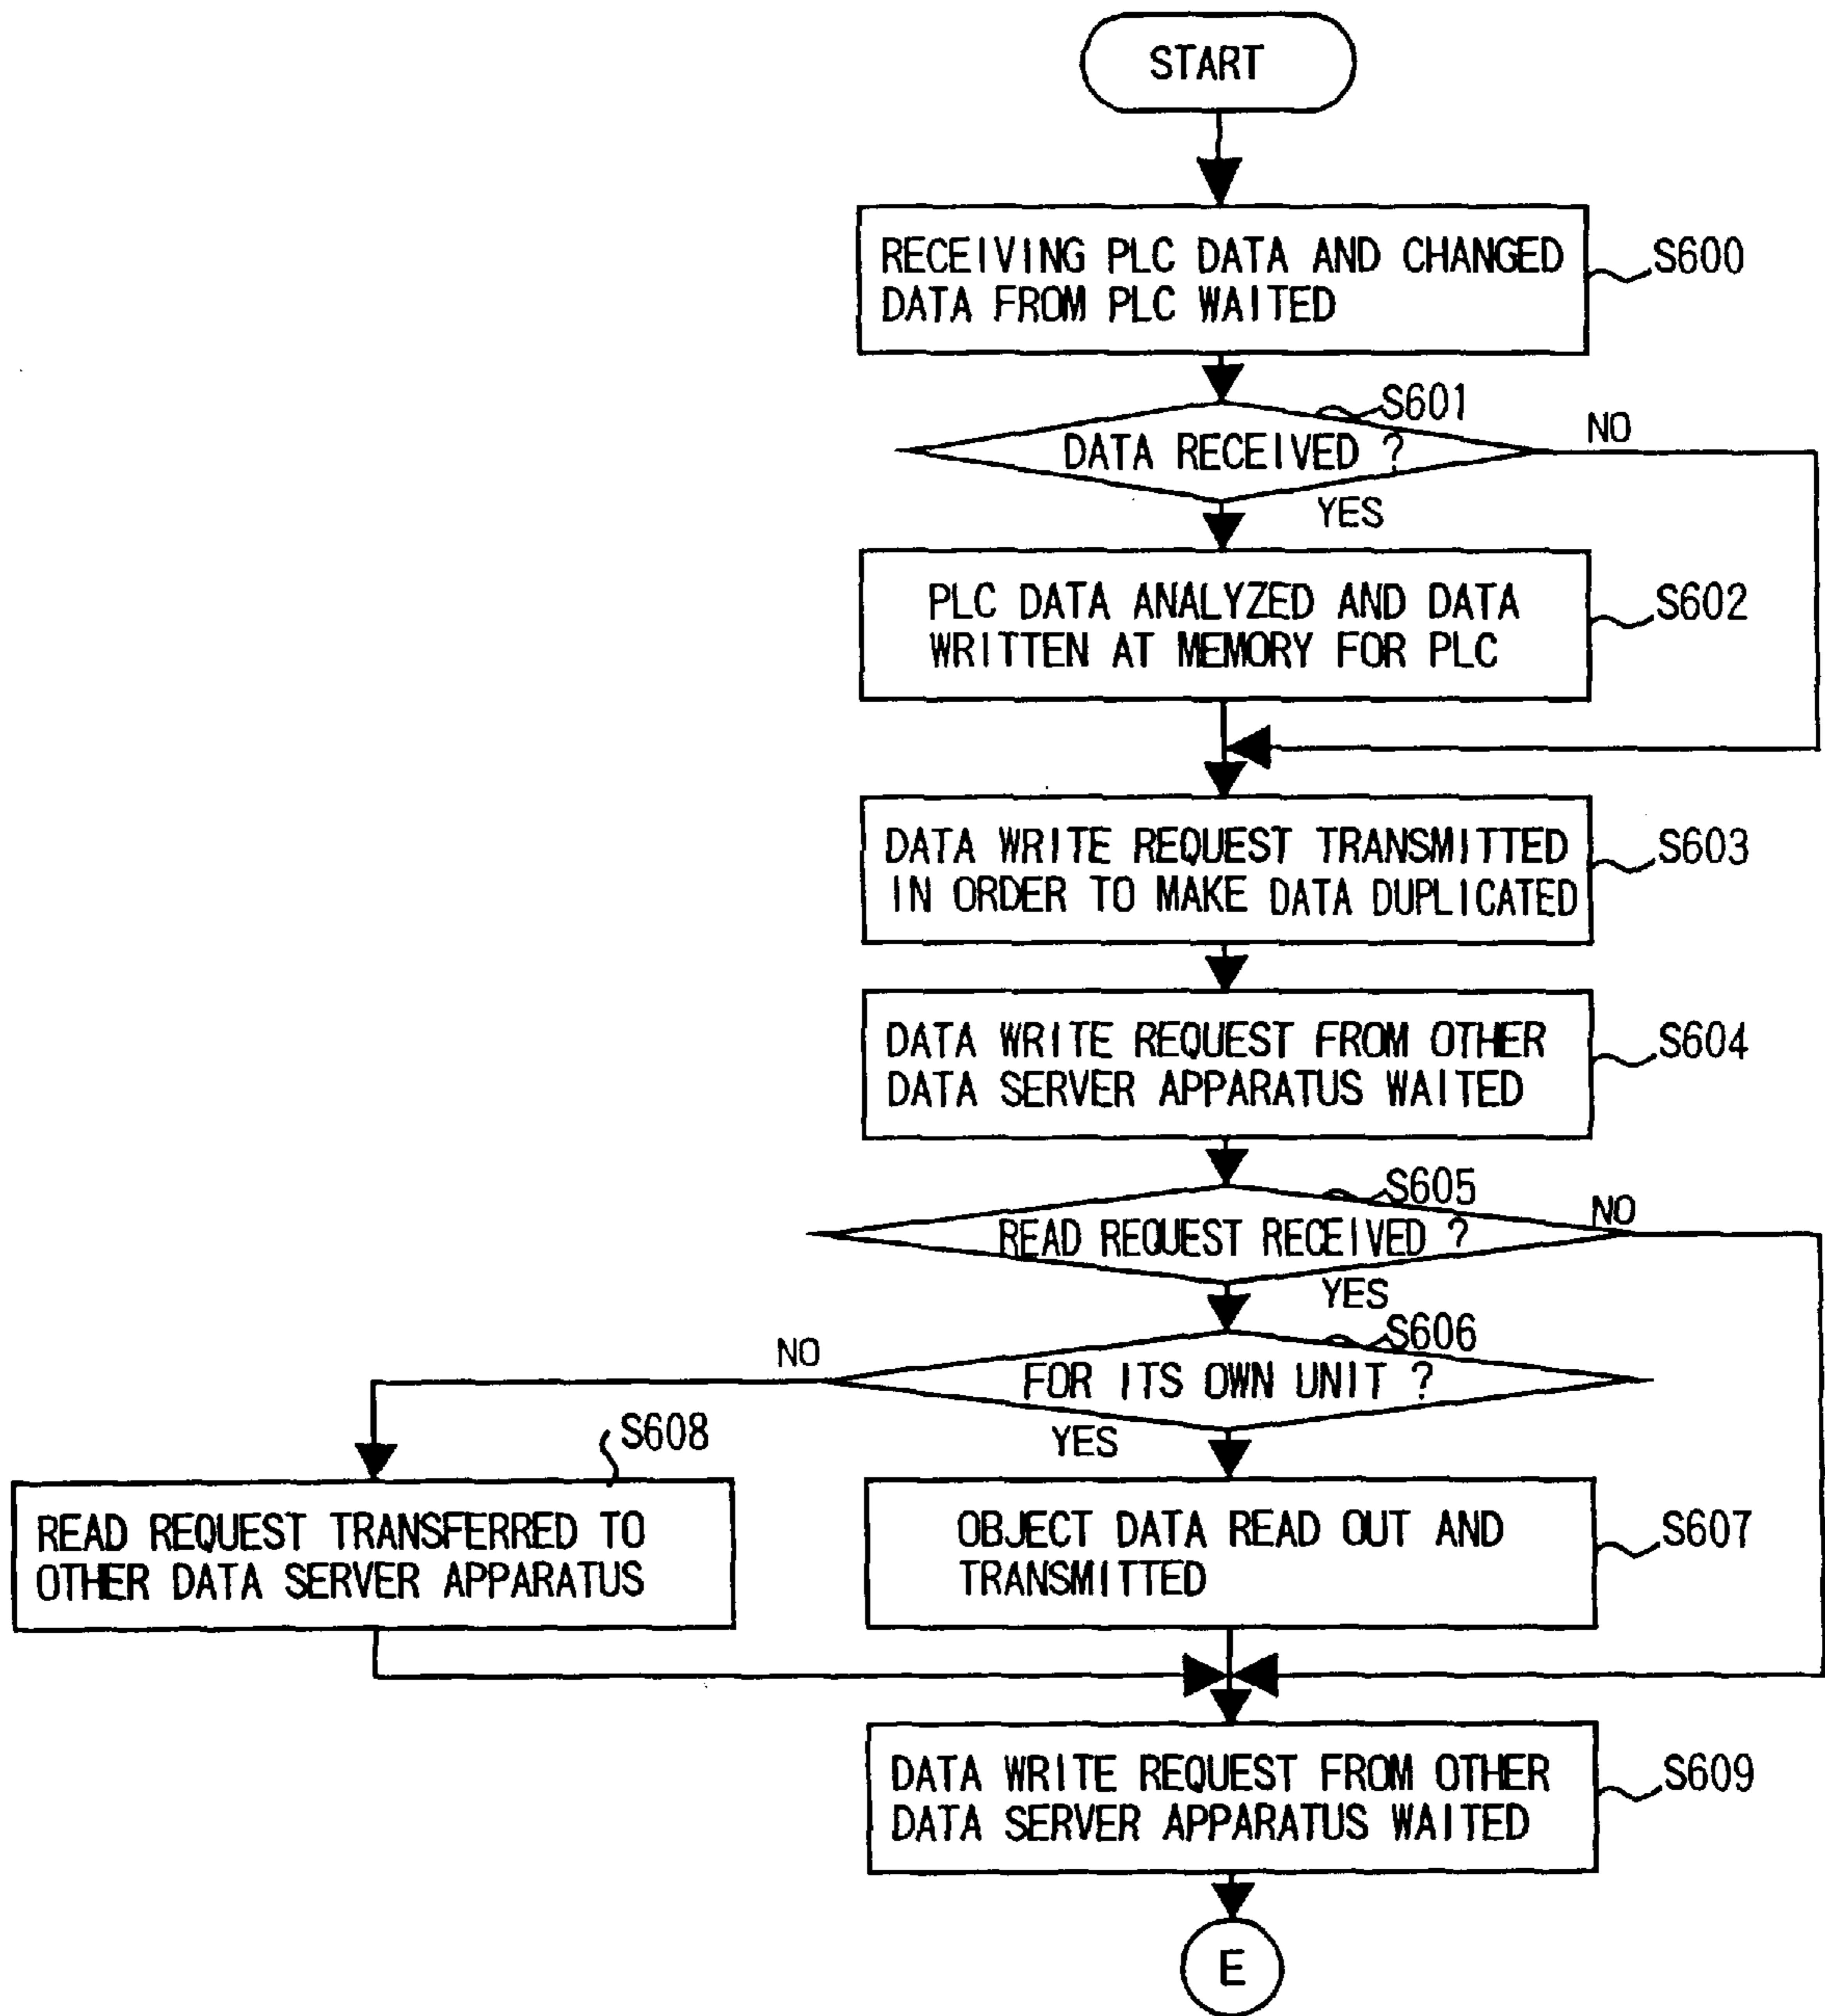 START
RECEIVING PLC DATA AND CHANGED
DATA FROM PLC WAITED
S600
S601
DATA RECEIVED ?
NO
YES
PLC DATA ANALYZED AND DATA
WRITTEN AT MEMORY FOR PLC
S602
DATA WRITE REQUEST TRANSMITTED
IN ORDER TO MAKE DATA DUPLICATED
S603
DATA WRITE REQUEST FROM OTHER
DATA SERVER APPARATUS WAITED
S604
S605
READ REQUEST RECEIVED ?
NO
YES
S606
NO
FOR ITS OWN UNIT ?
YES
S608
READ REQUEST TRANSFERRED TO
OTHER DATA SERVER APPARATUS
OBJECT DATA READ OUT AND
TRANSMITTED
S607
DATA WRITE REQUEST FROM OTHER
DATA SERVER APPARATUS WAITED
S609
E